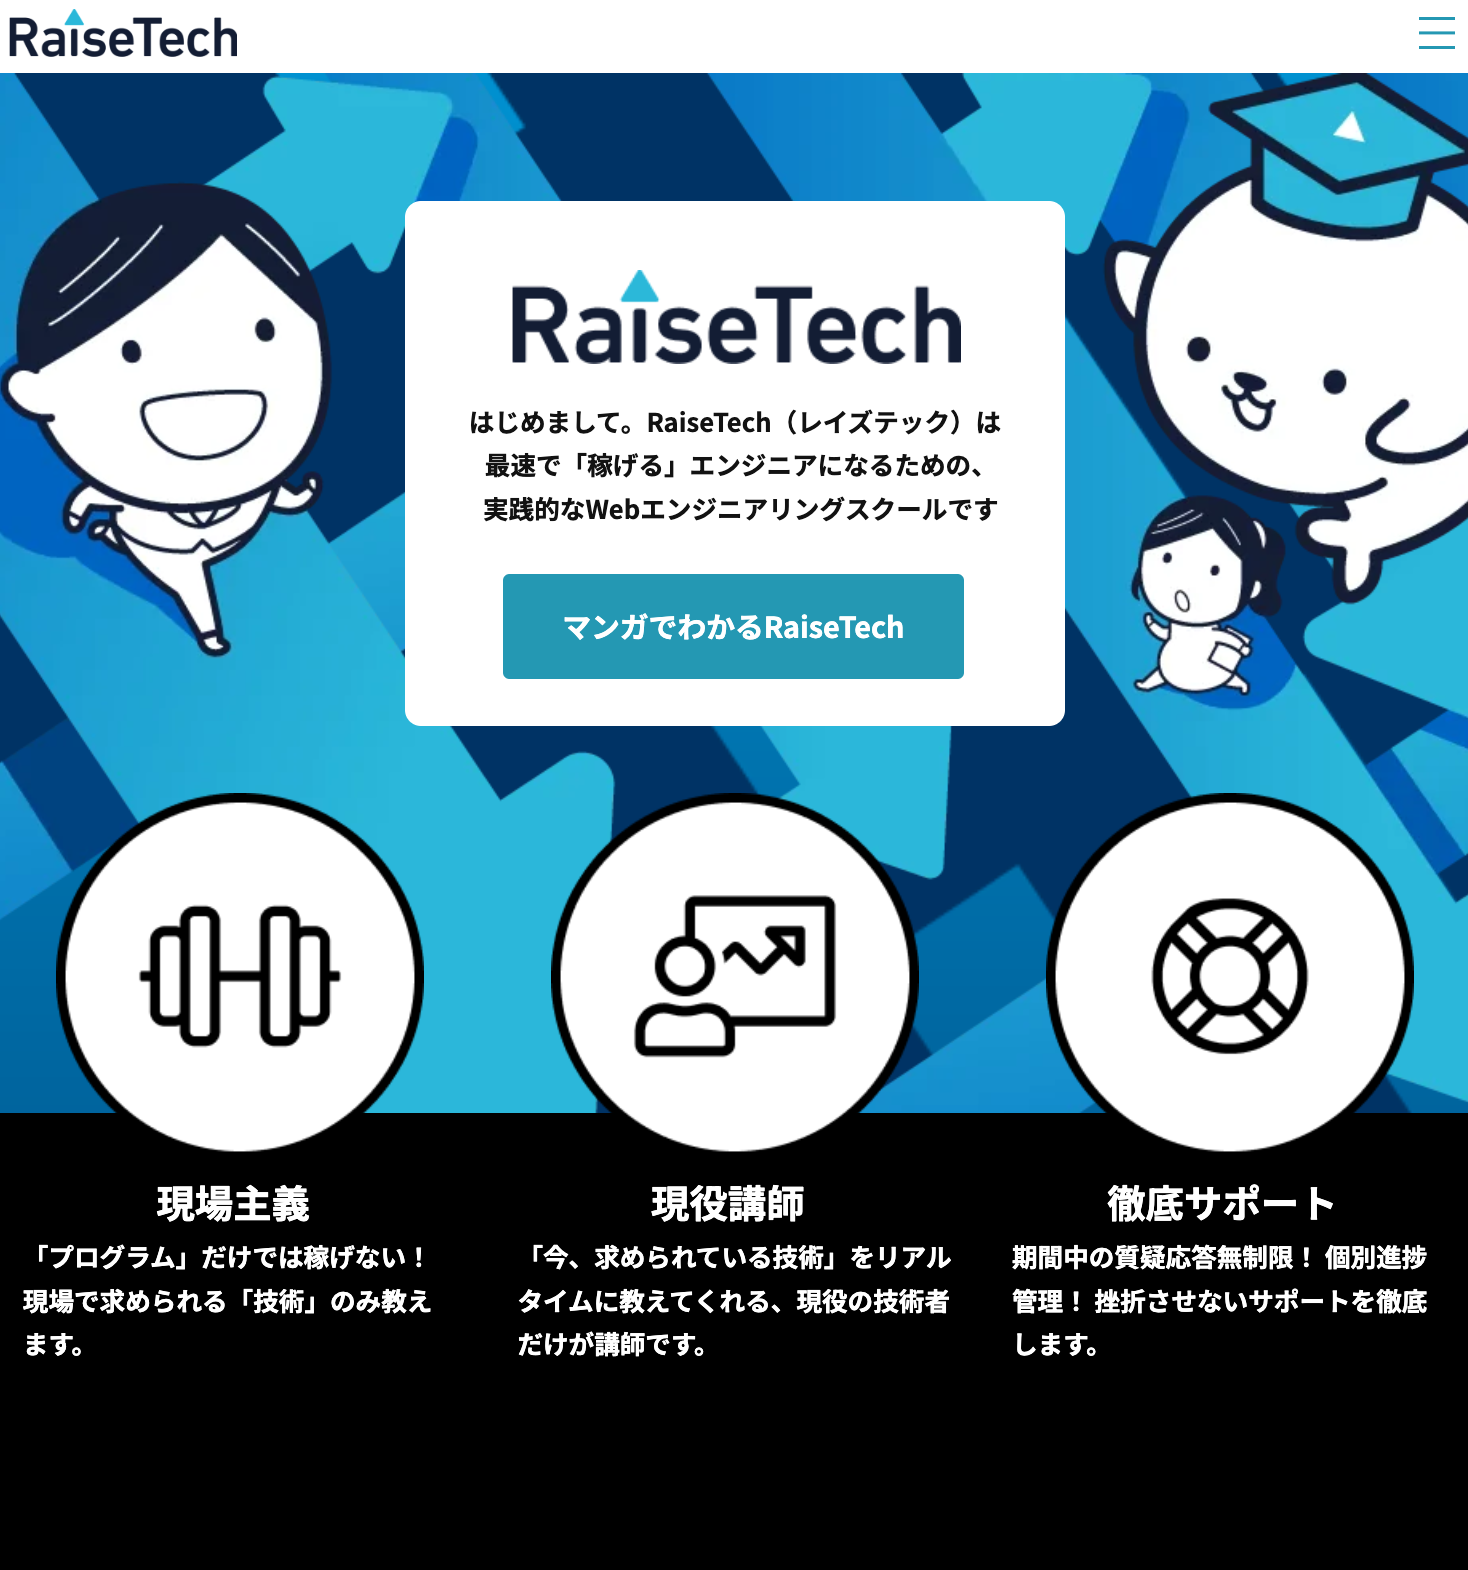 RaiseTech
RaiseTech
はじめまして。RaiseTech（レイズテック）は
最速で「稼げる」エンジニアになるための、
実践的なWebエンジニアリングスクールです
マンガでわかるRaiseTech
現場主義
「プログラム」だけでは稼げない！
現場で求められる「技術」のみ教え
ます。
現役講師
「今、求められている技術」をリアル
タイムに教えてくれる、現役の技術者
だけが講師です。
徹底サポート
期間中の質疑応答無制限！ 個別進捗
管理！ 挫折させないサポートを徹底
します。